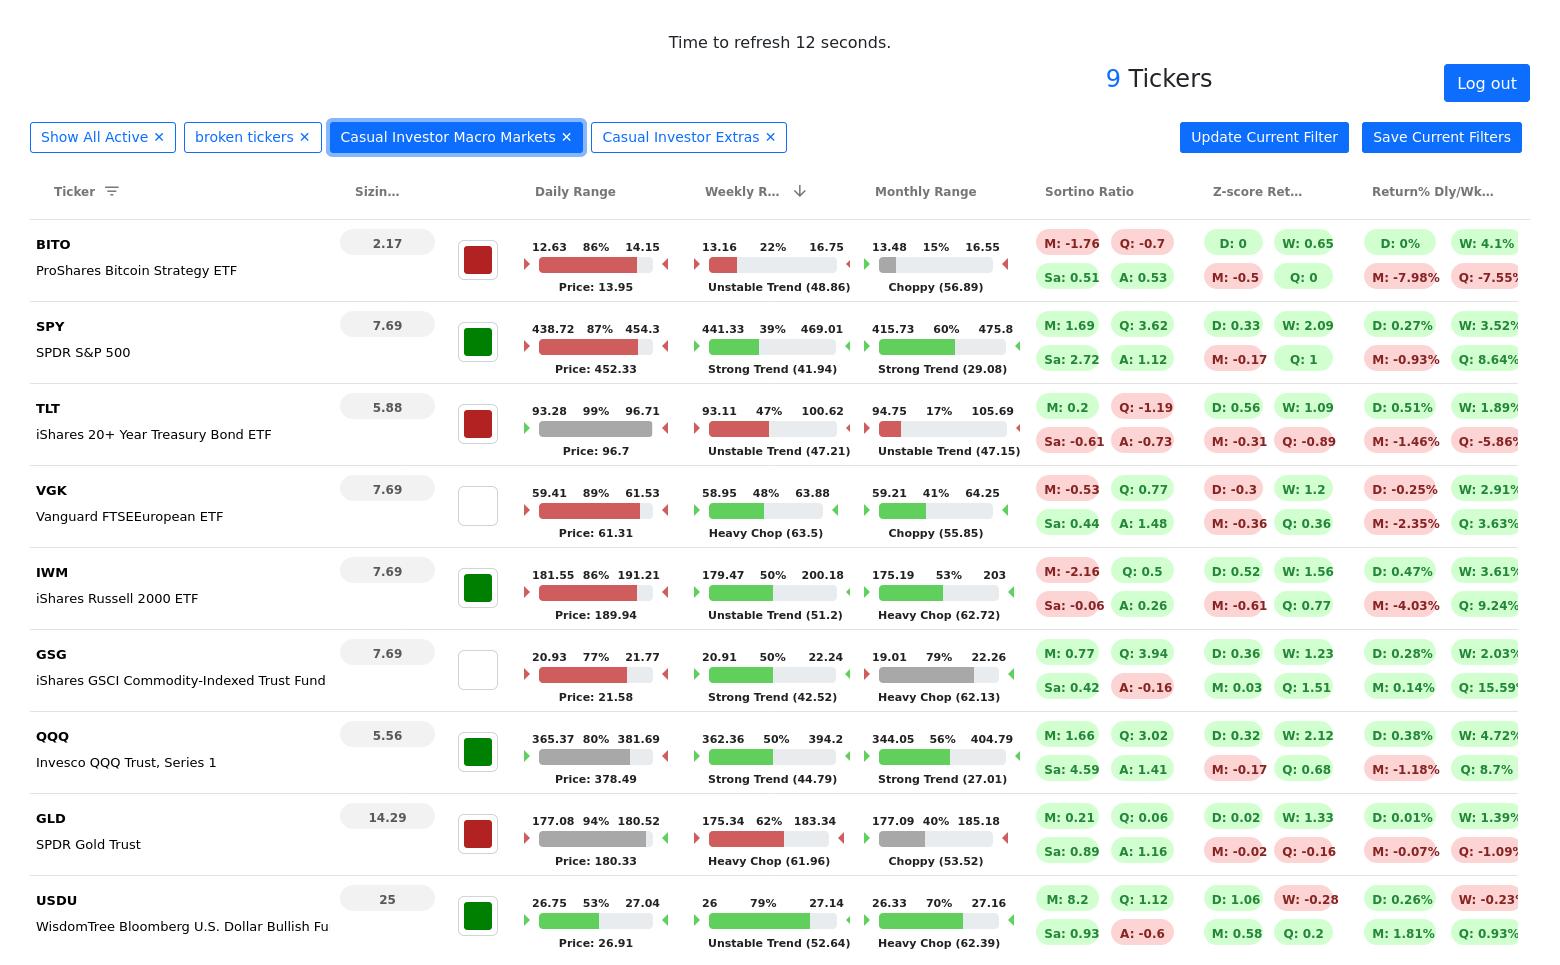 Time to refresh 12 seconds.
9 Tickers
Log out
Show All Active ✕ broken tickers ✕ Casual Investor Macro Markets ✕ Casual Investor Extras ✕ Update Current Filter Save Current Filters
Ticker Sizin... Daily Range Weekly R... Monthly Range Sortino Ratio Z-score Ret... Return% Dly/Wk...
BITO 2.17 12.63 86% 14.15 13.16 22% 16.75 13.48 15% 16.55 M: -1.76 Q: -0.7 D: 0 W: 0.65 D: 0% W: 4.1%
ProShares Bitcoin Strategy ETF Price: 13.95 Unstable Trend (48.86) Choppy (56.89) Sa: 0.51 A: 0.53 M: -0.5 Q: 0 M: -7.98% Q: -7.55%
SPY 7.69 438.72 87% 454.3 441.33 39% 469.01 415.73 60% 475.8 M: 1.69 Q: 3.62 D: 0.33 W: 2.09 D: 0.27% W: 3.52%
SPDR S&P 500 Price: 452.33 Strong Trend (41.94) Strong Trend (29.08) Sa: 2.72 A: 1.12 M: -0.17 Q: 1 M: -0.93% Q: 8.64%
TLT 5.88 93.28 99% 96.71 93.11 47% 100.62 94.75 17% 105.69 M: 0.2 Q: -1.19 D: 0.56 W: 1.09 D: 0.51% W: 1.89%
iShares 20+ Year Treasury Bond ETF Price: 96.7 Unstable Trend (47.21) Unstable Trend (47.15) Sa: -0.61 A: -0.73 M: -0.31 Q: -0.89 M: -1.46% Q: -5.86%
VGK 7.69 59.41 89% 61.53 58.95 48% 63.88 59.21 41% 64.25 M: -0.53 Q: 0.77 D: -0.3 W: 1.2 D: -0.25% W: 2.91%
Vanguard FTSEEuropean ETF Price: 61.31 Heavy Chop (63.5) Choppy (55.85) Sa: 0.44 A: 1.48 M: -0.36 Q: 0.36 M: -2.35% Q: 3.63%
IWM 7.69 181.55 86% 191.21 179.47 50% 200.18 175.19 53% 203 M: -2.16 Q: 0.5 D: 0.52 W: 1.56 D: 0.47% W: 3.61%
iShares Russell 2000 ETF Price: 189.94 Unstable Trend (51.2) Heavy Chop (62.72) Sa: -0.06 A: 0.26 M: -0.61 Q: 0.77 M: -4.03% Q: 9.24%
GSG 7.69 20.93 77% 21.77 20.91 50% 22.24 19.01 79% 22.26 M: 0.77 Q: 3.94 D: 0.36 W: 1.23 D: 0.28% W: 2.03%
iShares GSCI Commodity-Indexed Trust Fund Price: 21.58 Strong Trend (42.52) Heavy Chop (62.13) Sa: 0.42 A: -0.16 M: 0.03 Q: 1.51 M: 0.14% Q: 15.59%
QQQ 5.56 365.37 80% 381.69 362.36 50% 394.2 344.05 56% 404.79 M: 1.66 Q: 3.02 D: 0.32 W: 2.12 D: 0.38% W: 4.72%
Invesco QQQ Trust, Series 1 Price: 378.49 Strong Trend (44.79) Strong Trend (27.01) Sa: 4.59 A: 1.41 M: -0.17 Q: 0.68 M: -1.18% Q: 8.7%
GLD 14.29 177.08 94% 180.52 175.34 62% 183.34 177.09 40% 185.18 M: 0.21 Q: 0.06 D: 0.02 W: 1.33 D: 0.01% W: 1.39%
SPDR Gold Trust Price: 180.33 Heavy Chop (61.96) Choppy (53.52) Sa: 0.89 A: 1.16 M: -0.02 Q: -0.16 M: -0.07% Q: -1.09%
USDU 25 26.75 53% 27.04 26 79% 27.14 26.33 70% 27.16 M: 8.2 Q: 1.12 D: 1.06 W: -0.28 D: 0.26% W: -0.23%
WisdomTree Bloomberg U.S. Dollar Bullish Fu Price: 26.91 Unstable Trend (52.64) Heavy Chop (62.39) Sa: 0.93 A: -0.6 M: 0.58 Q: 0.2 M: 1.81% Q: 0.93%